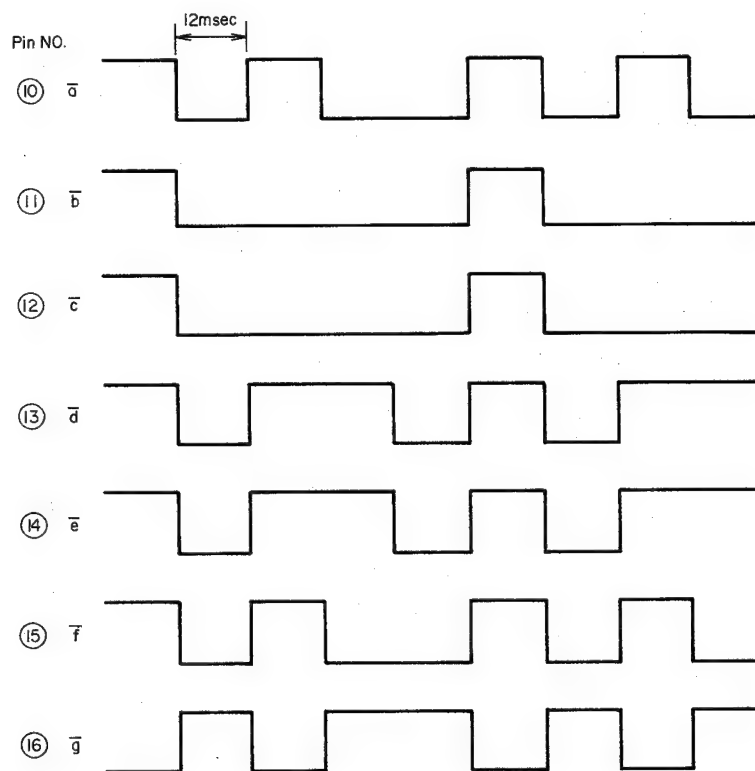 12msec
Pin NO.
10 a̅
11 b̅
12 c̅
13 d̅
14 e̅
15 f̅
16 g̅